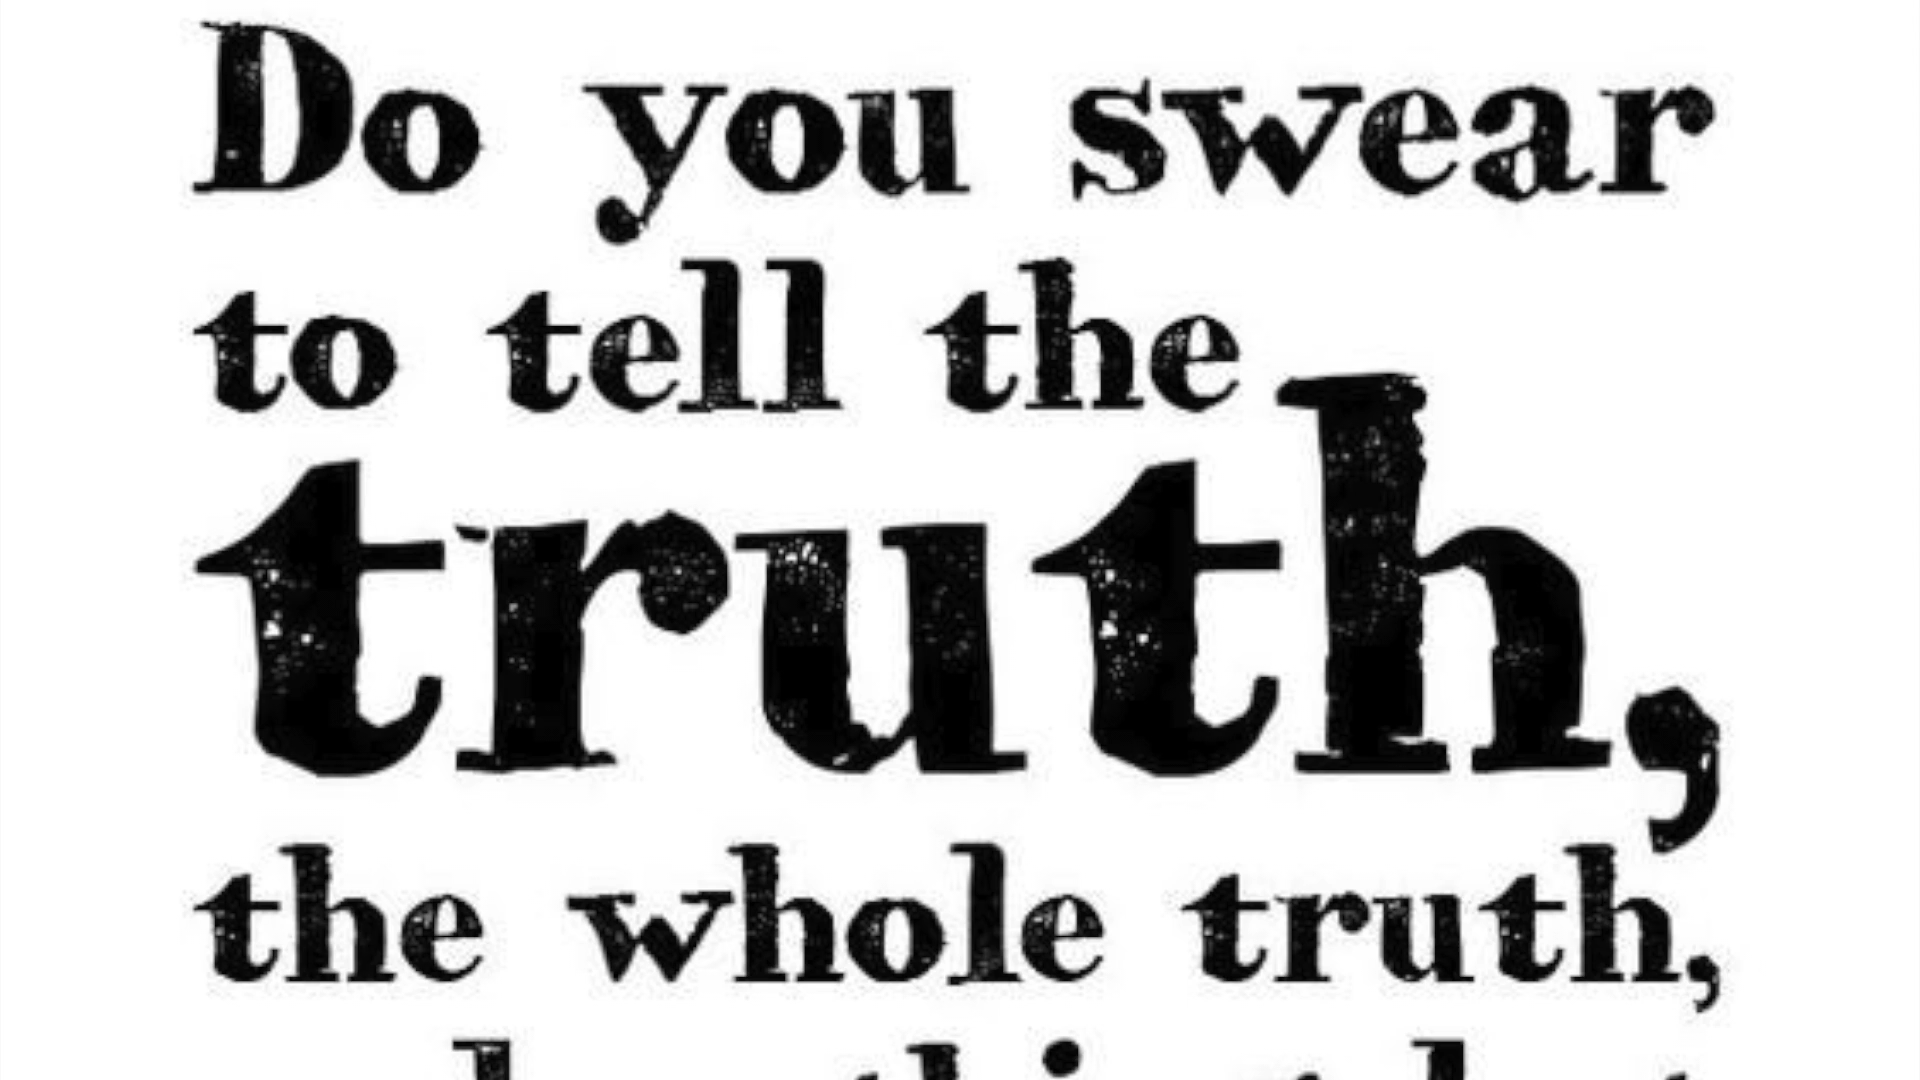 Do you swear
to tell the
truth,
the whole truth,